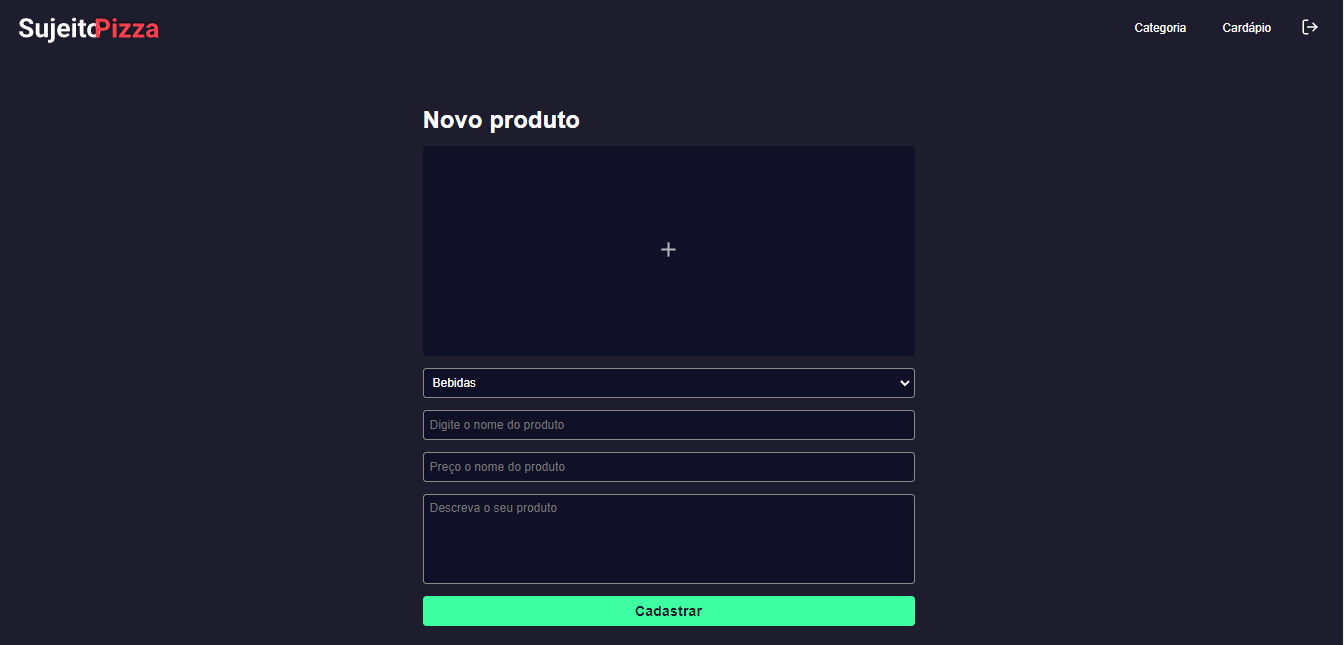 SujeitoPizza
Categoria
Cardápio
Novo produto
Bebidas
Digite o nome do produto
Preço o nome do produto
Descreva o seu produto
Cadastrar